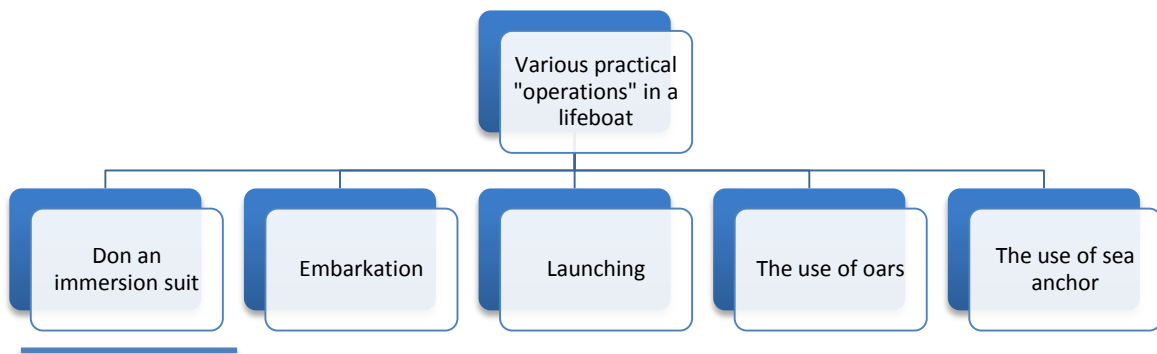 Various practical
"operations" in a
lifeboat
Don an
immersion suit
Embarkation
Launching
The use of oars
The use of sea
anchor